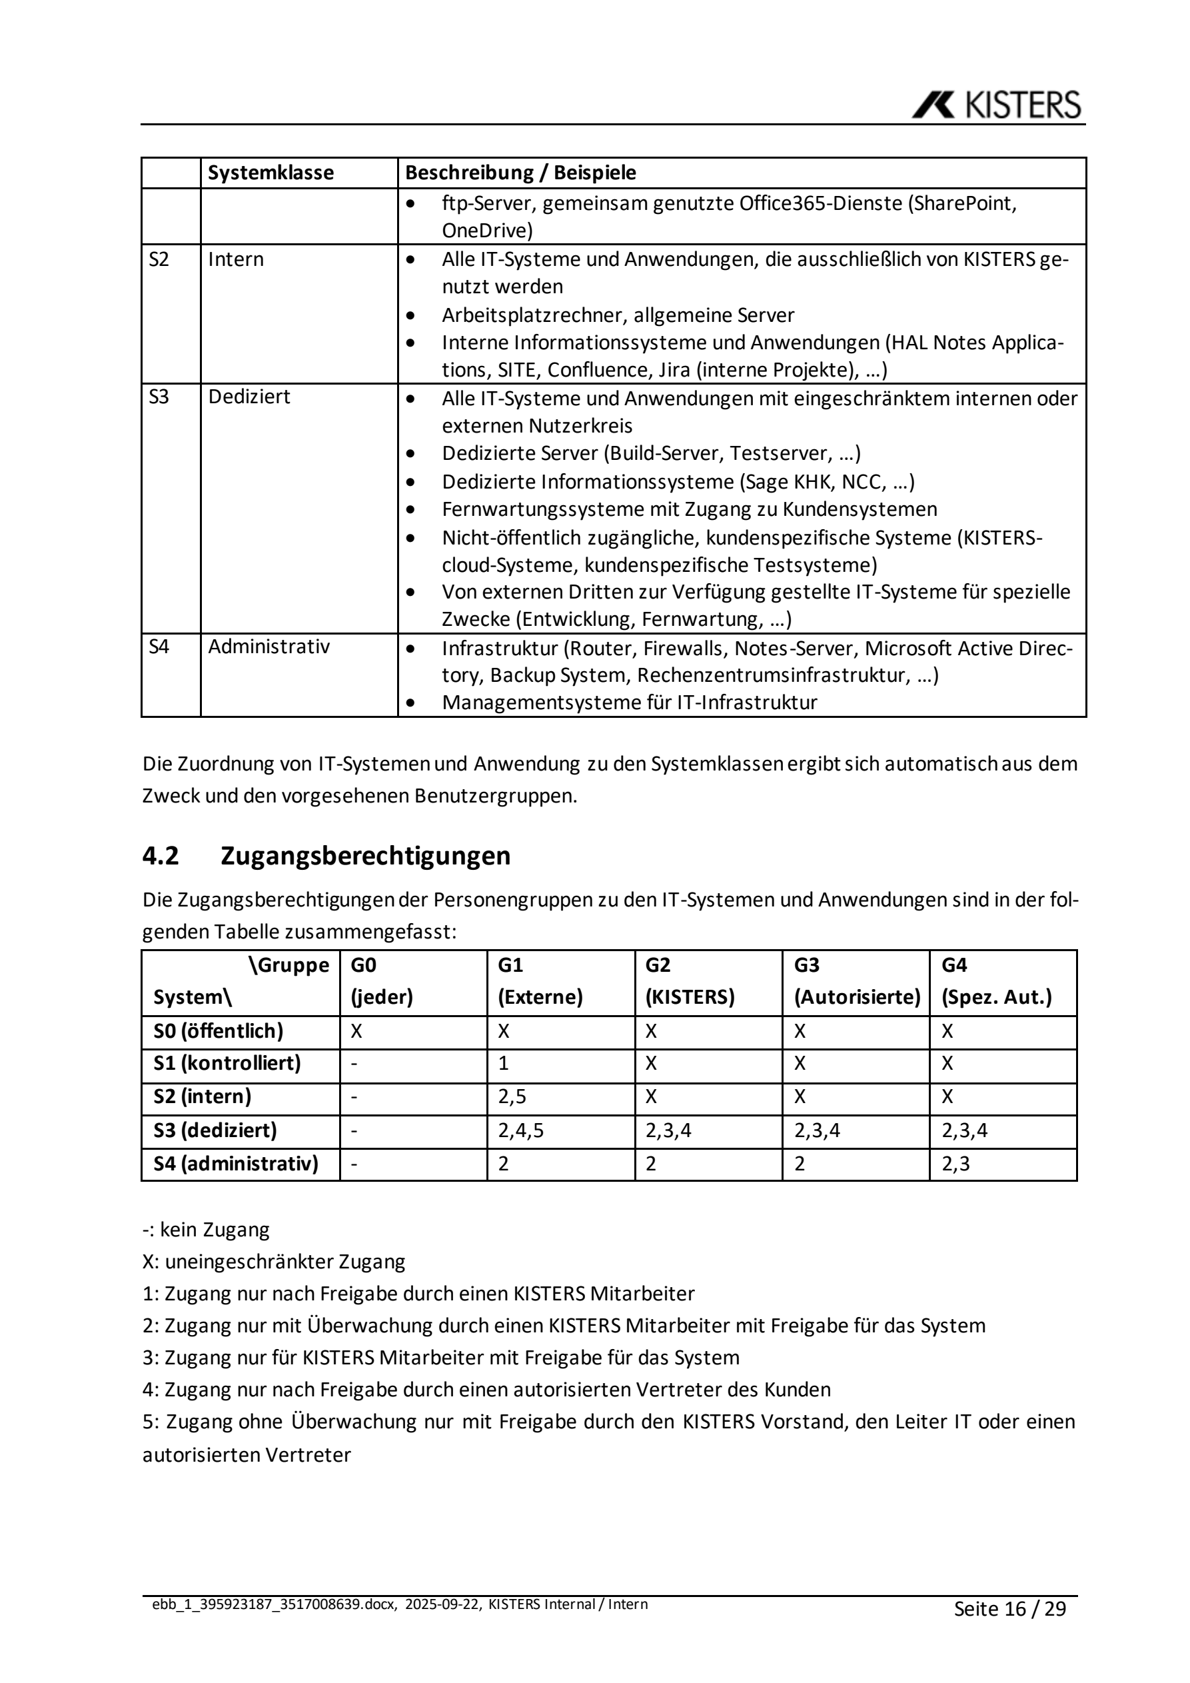 KISTERS
Systemklasse Beschreibung / Beispiele
• ftp-Server, gemeinsam genutzte Office365-Dienste (SharePoint,
OneDrive)
S2 Intern • Alle IT-Systeme und Anwendungen, die ausschließlich von KISTERS ge-
nutzt werden
• Arbeitsplatzrechner, allgemeine Server
• Interne Informationssysteme und Anwendungen (HAL Notes Applica-
tions, SITE, Confluence, Jira (interne Projekte), …)
S3 Dediziert • Alle IT-Systeme und Anwendungen mit eingeschränktem internen oder
externen Nutzerkreis
• Dedizierte Server (Build-Server, Testserver, …)
• Dedizierte Informationssysteme (Sage KHK, NCC, …)
• Fernwartungssysteme mit Zugang zu Kundensystemen
• Nicht-öffentlich zugängliche, kundenspezifische Systeme (KISTERS-
cloud-Systeme, kundenspezifische Testsysteme)
• Von externen Dritten zur Verfügung gestellte IT-Systeme für spezielle
Zwecke (Entwicklung, Fernwartung, …)
S4 Administrativ • Infrastruktur (Router, Firewalls, Notes-Server, Microsoft Active Direc-
tory, Backup System, Rechenzentrumsinfrastruktur, …)
• Managementsysteme für IT-Infrastruktur
Die Zuordnung von IT-Systemen und Anwendung zu den Systemklassen ergibt sich automatisch aus dem
Zweck und den vorgesehenen Benutzergruppen.
4.2 Zugangsberechtigungen
Die Zugangsberechtigungen der Personengruppen zu den IT-Systemen und Anwendungen sind in der fol-
genden Tabelle zusammengefasst:
\Gruppe G0 G1 G2 G3 G4
System\ (jeder) (Externe) (KISTERS) (Autorisierte) (Spez. Aut.)
S0 (öffentlich) X X X X X
S1 (kontrolliert) - 1 X X X
S2 (intern) - 2,5 X X X
S3 (dediziert) - 2,4,5 2,3,4 2,3,4 2,3,4
S4 (administrativ) - 2 2 2 2,3
-: kein Zugang
X: uneingeschränkter Zugang
1: Zugang nur nach Freigabe durch einen KISTERS Mitarbeiter
2: Zugang nur mit Überwachung durch einen KISTERS Mitarbeiter mit Freigabe für das System
3: Zugang nur für KISTERS Mitarbeiter mit Freigabe für das System
4: Zugang nur nach Freigabe durch einen autorisierten Vertreter des Kunden
5: Zugang ohne Überwachung nur mit Freigabe durch den KISTERS Vorstand, den Leiter IT oder einen
autorisierten Vertreter
ebb_1_395923187_3517008639.docx, 2025-09-22, KISTERS Internal / Intern Seite 16 / 29